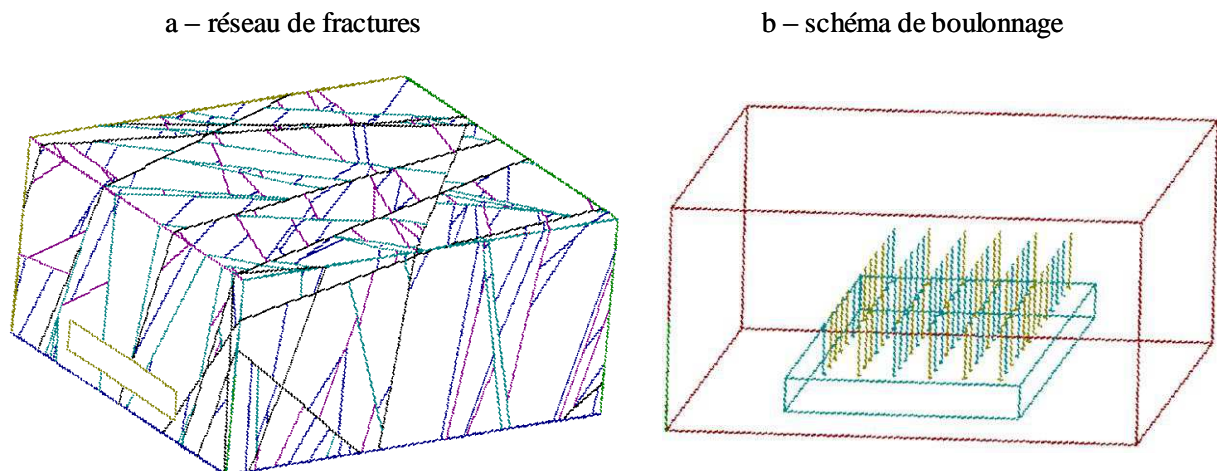 a – réseau de fractures
b – schéma de boulonnage